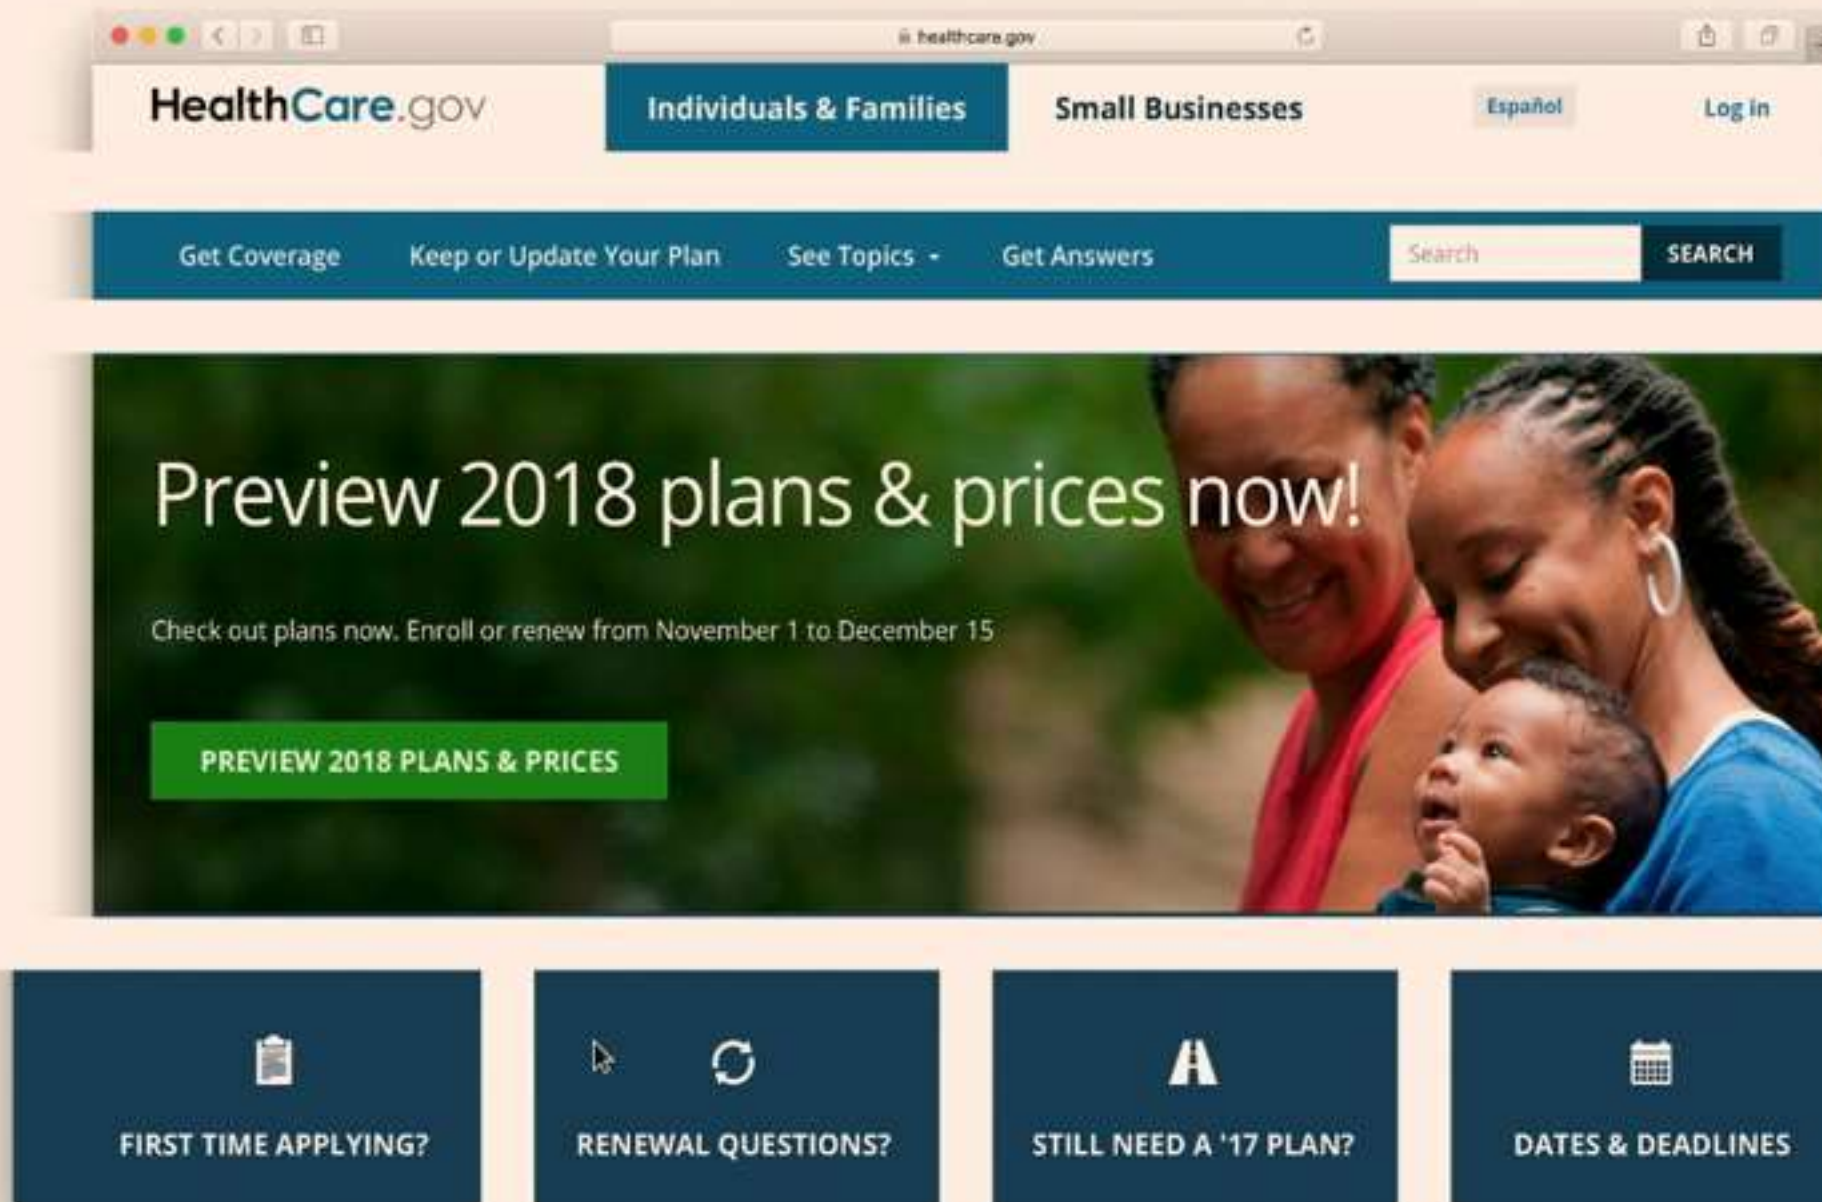 healthcare.gov
HealthCare.gov
Individuals & Families
Small Businesses
Español
Log in
Get Coverage
Keep or Update Your Plan
See Topics
Get Answers
Search
SEARCH
Preview 2018 plans & prices now!
Check out plans now. Enroll or renew from November 1 to December 15
PREVIEW 2018 PLANS & PRICES
FIRST TIME APPLYING?
RENEWAL QUESTIONS?
STILL NEED A '17 PLAN?
DATES & DEADLINES